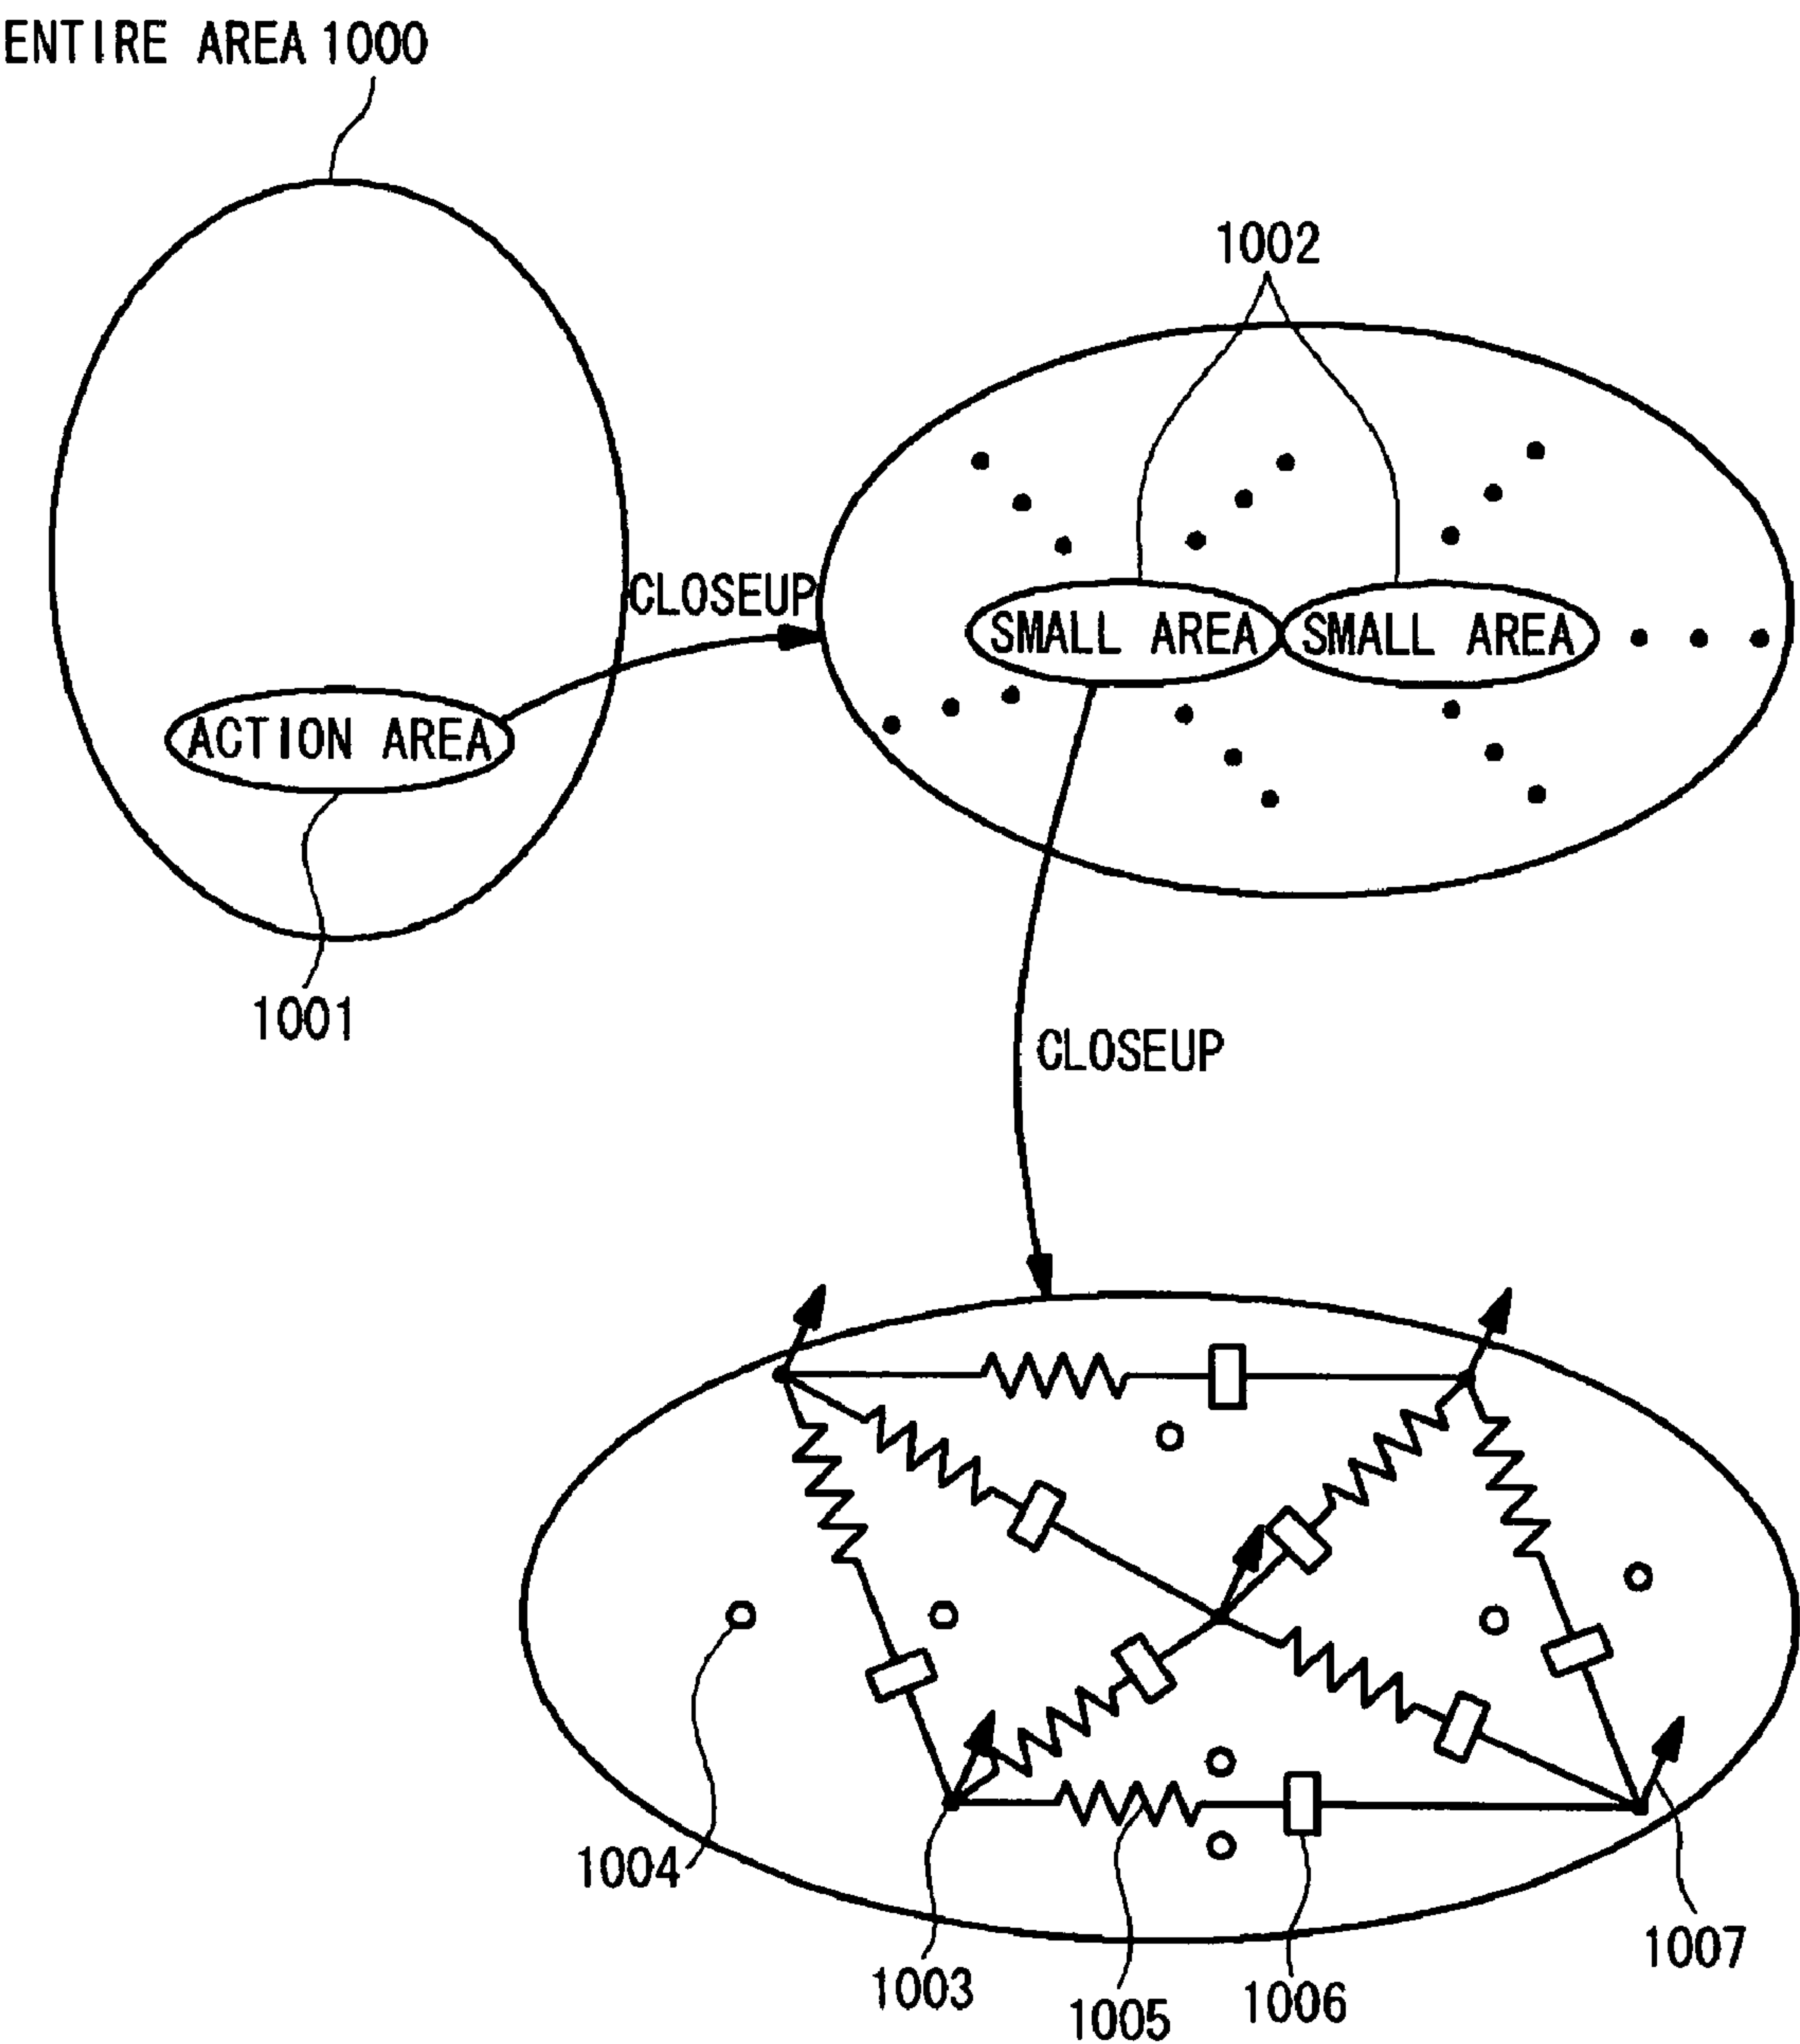 ENTIRE AREA 1000
1002
CLOSEUP
SMALL AREA
SMALL AREA
ACTION AREA
1001
CLOSEUP
1004
1003
1005
1006
1007